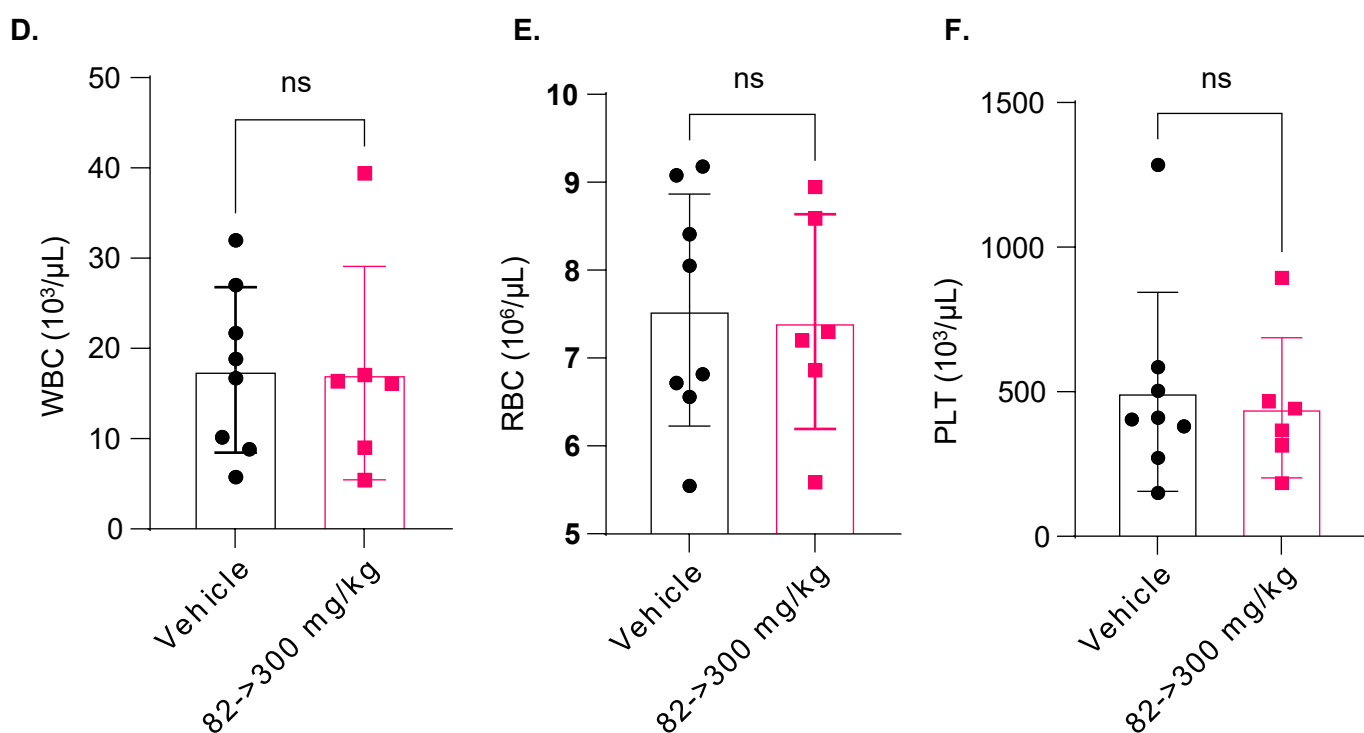 D.
ns
50
40
30
20
10
0
WBC (10³/µL)
Vehicle
82->300 mg/kg
E.
ns
10
9
8
7
6
5
RBC (10⁶/µL)
Vehicle
82->300 mg/kg
F.
ns
1500
1000
500
0
PLT (10³/µL)
Vehicle
82->300 mg/kg